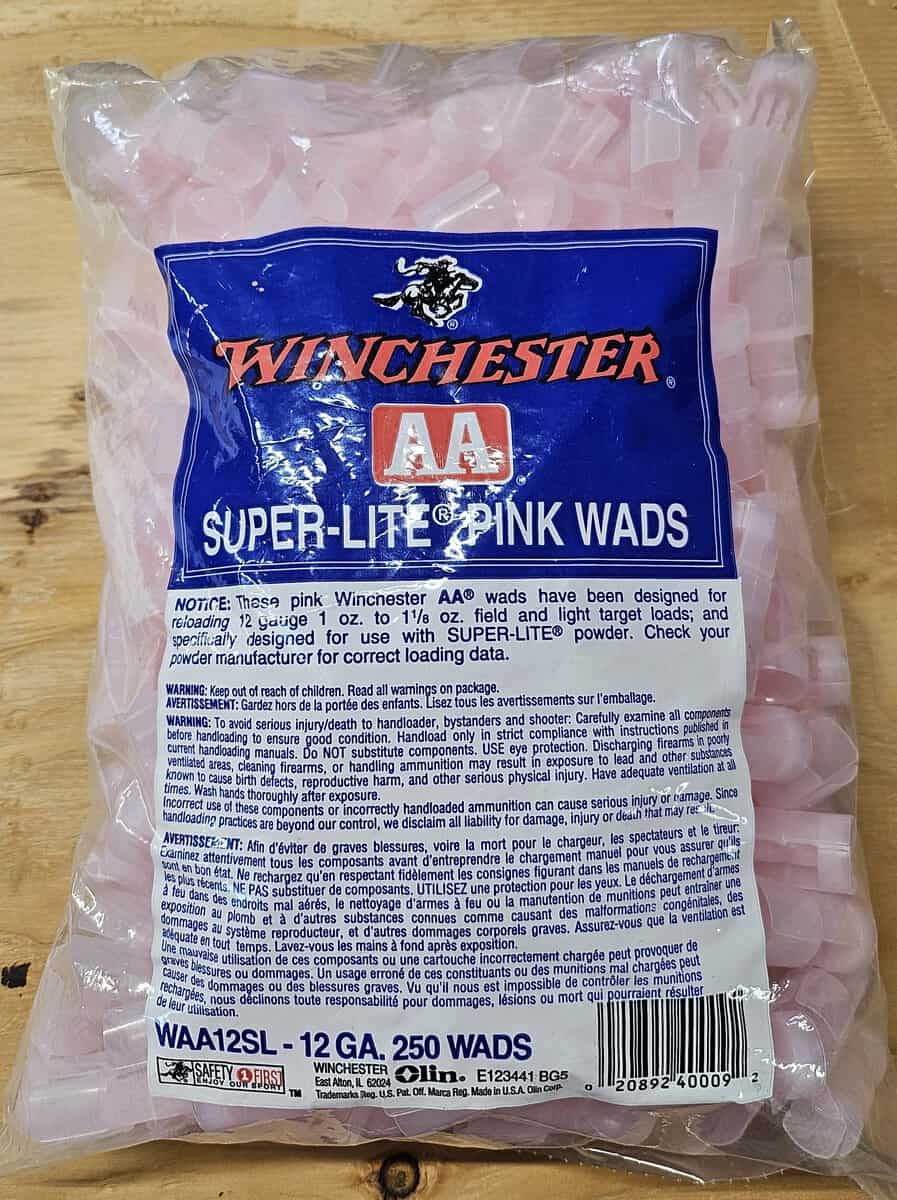 WINCHESTER®
AA
SUPER-LITE® PINK WADS
NOTICE: These pink Winchester AA® wads have been designed for
reloading 12 gauge 1 oz. to 1 1/8 oz. field and light target loads; and
specifically designed for use with SUPER-LITE® powder. Check your
powder manufacturer for correct loading data.
WARNING: Keep out of reach of children. Read all warnings on package.
AVERTISSEMENT: Gardez hors de la portée des enfants. Lisez tous les avertissements sur l'emballage.
WARNING: To avoid serious injury/death to handloader, bystanders and shooter: Carefully examine all components
before handloading to ensure good condition. Handload only in strict compliance with instructions published in
current handloading manuals. Do NOT substitute components. USE eye protection. Discharging firearms in poorly
ventilated areas, cleaning firearms, or handling ammunition may result in exposure to lead and other substances
known to cause birth defects, reproductive harm, and other serious physical injury. Have adequate ventilation at all
times. Wash hands thoroughly after exposure.
Incorrect use of these components or incorrectly handloaded ammunition can cause serious injury or damage. Since
handloading practices are beyond our control, we disclaim all liability for damage, injury or death that may
AVERTISSEMENT: Afin d'éviter de graves blessures, voire la mort pour le chargeur, les spectateurs et le tireur:
Examinez attentivement tous les composants avant d'entreprendre le chargement manuel pour vous assurer qu'ils
sont en bon état. Ne rechargez qu'en respectant fidèlement les consignes figurant dans les manuels de rechargement
les plus récents. NE PAS substituer de composants. UTILISEZ une protection pour les yeux. Le déchargement d'armes
à feu dans des endroits mal aérés, le nettoyage d'armes à feu ou la manutention de munitions peut entraîner une
exposition au plomb et à d'autres substances connues comme causant des malformations congénitales, des
dommages au système reproducteur, et d'autres dommages corporels graves. Assurez-vous que la ventilation est
adéquate en tout temps. Lavez-vous les mains à fond après exposition.
Une mauvaise utilisation de ces composants ou une cartouche incorrectement chargée peut provoquer de
graves blessures ou dommages. Un usage erroné de ces constituants ou des munitions mal chargées peut
causer des dommages ou des blessures graves. Vu qu'il nous est impossible de contrôler les munitions
rechargées, nous déclinons toute responsabilité pour dommages, lésions ou mort qui pourraient résulter
de leur utilisation.
WAA12SL - 12 GA. 250 WADS
SAFETY 1 FIRST
ENJOY OUR SPORT TM
WINCHESTER Olin® E123441 BG5
East Alton, IL 62024
Trademarks Reg. U.S. Pat. Off. Marca Reg. Made in U.S.A. Olin Corp.
0 20892 40009 2